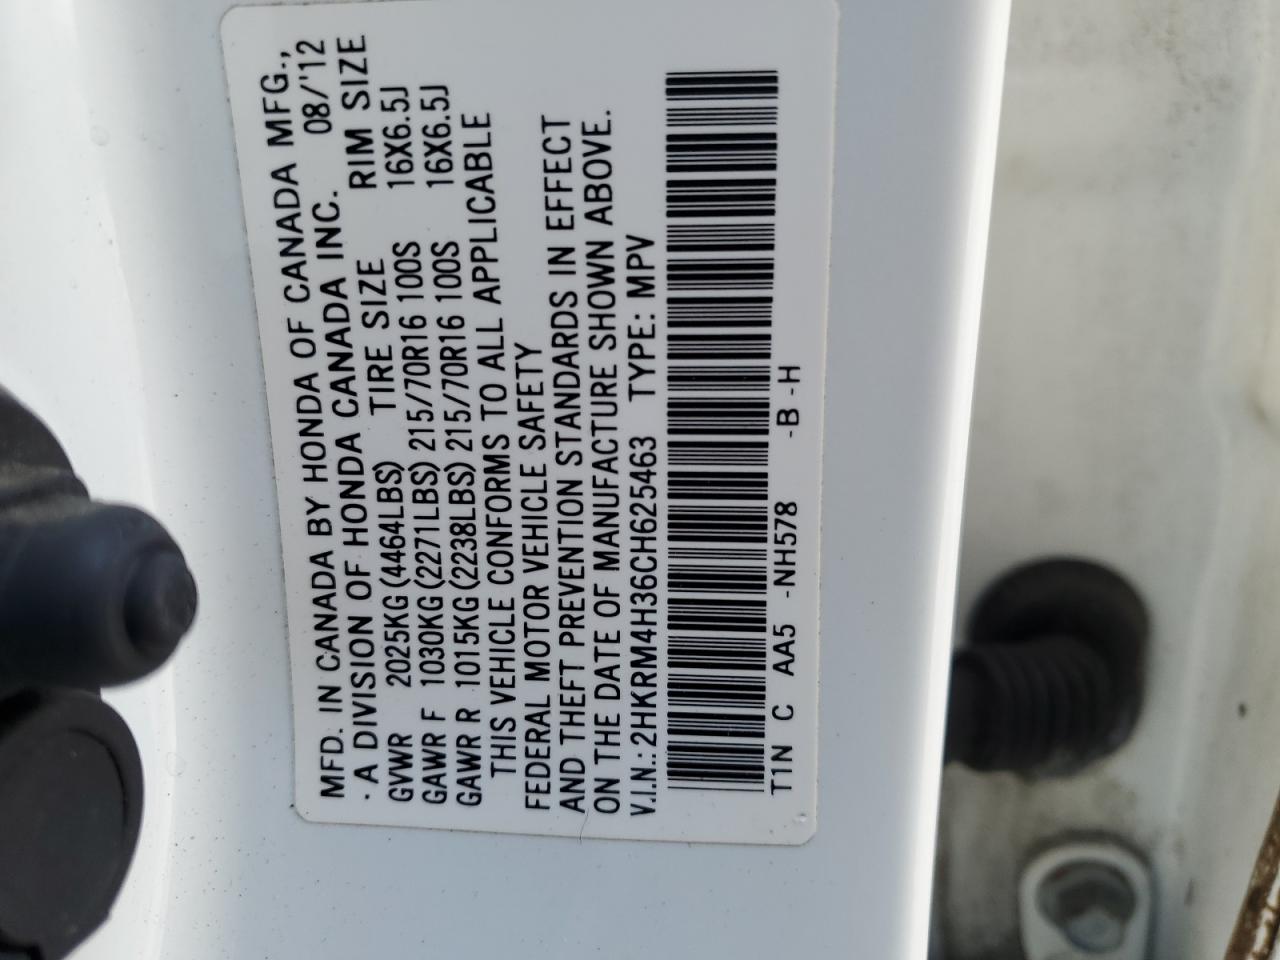 MFD. IN CANADA BY HONDA OF CANADA MFG.,
· A DIVISION OF HONDA CANADA INC. 08/'12
GVWR 2025KG(4464LBS) TIRE SIZE RIM SIZE
GAWR F 1030KG(2271LBS) 215/70R16 100S 16X6.5J
GAWR R 1015KG(2238LBS) 215/70R16 100S 16X6.5J
THIS VEHICLE CONFORMS TO ALL APPLICABLE
FEDERAL MOTOR VEHICLE SAFETY
AND THEFT PREVENTION STANDARDS IN EFFECT
ON THE DATE OF MANUFACTURE SHOWN ABOVE.
V.I.N.: 2HKRM4H36CH625463 TYPE: MPV
T1N C AA5 -NH578 -B -H